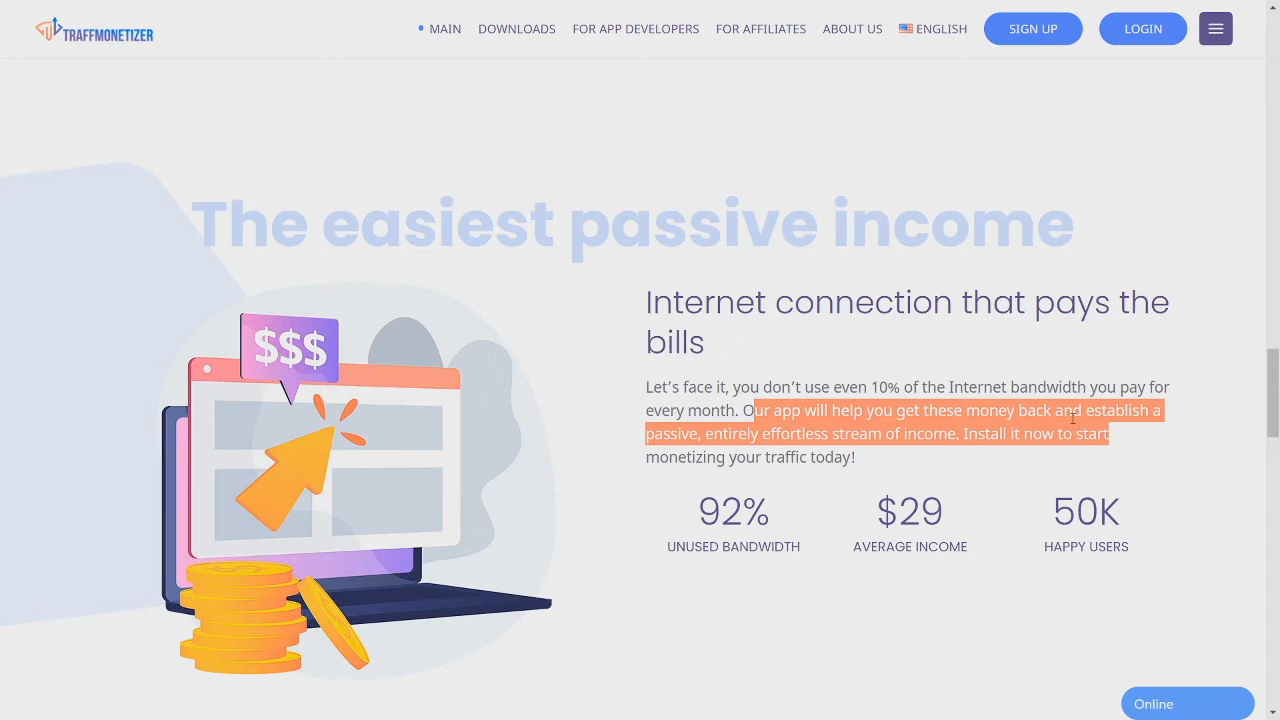 TRAFFMONETIZER
MAIN DOWNLOADS FOR APP DEVELOPERS FOR AFFILIATES ABOUT US ENGLISH SIGN UP LOGIN
The easiest passive income
Internet connection that pays the
bills
Let's face it, you don't use even 10% of the Internet bandwidth you pay for
every month. Our app will help you get these money back and establish a
passive, entirely effortless stream of income. Install it now to start
monetizing your traffic today!
$$$
92% $29 50K
UNUSED BANDWIDTH AVERAGE INCOME HAPPY USERS
Online